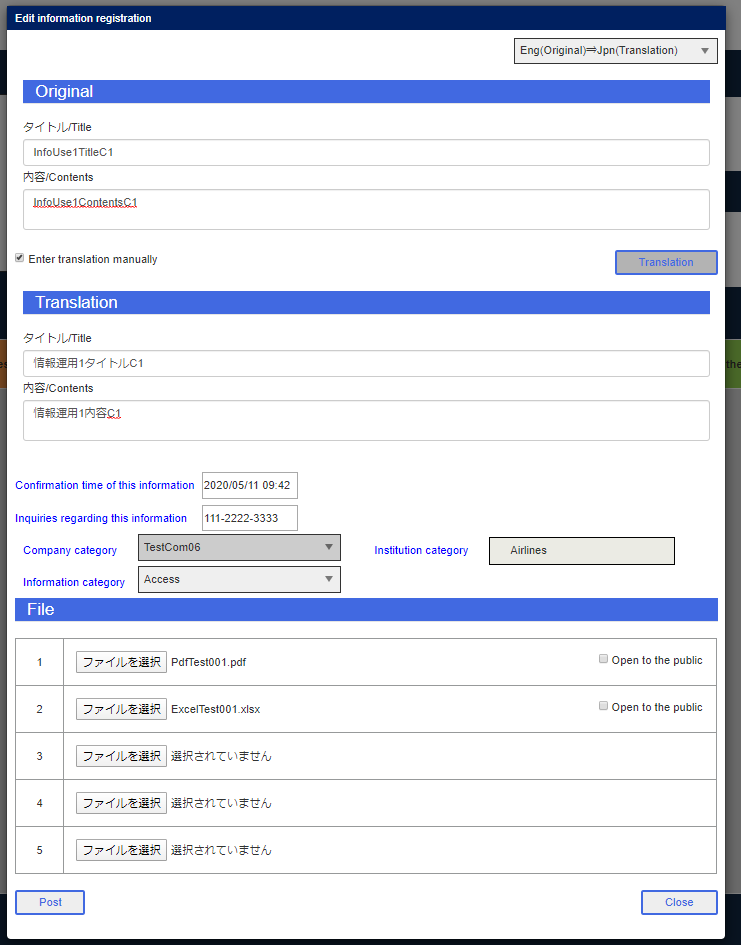 Edit information registration
Eng(Original)⇒Jpn(Translation)
Original
タイトル/Title
InfoUse1TitleC1
内容/Contents
InfoUse1ContentsC1
Enter translation manually
Translation
Translation
タイトル/Title
情報運用1タイトルC1
内容/Contents
情報運用1内容C1
Confirmation time of this information 2020/05/11 09:42
Inquiries regarding this information 111-2222-3333
Company category TestCom06 Institution category Airlines
Information category Access
File
1 ファイルを選択 PdfTest001.pdf Open to the public
2 ファイルを選択 ExcelTest001.xlsx Open to the public
3 ファイルを選択 選択されていません
4 ファイルを選択 選択されていません
5 ファイルを選択 選択されていません
Post Close